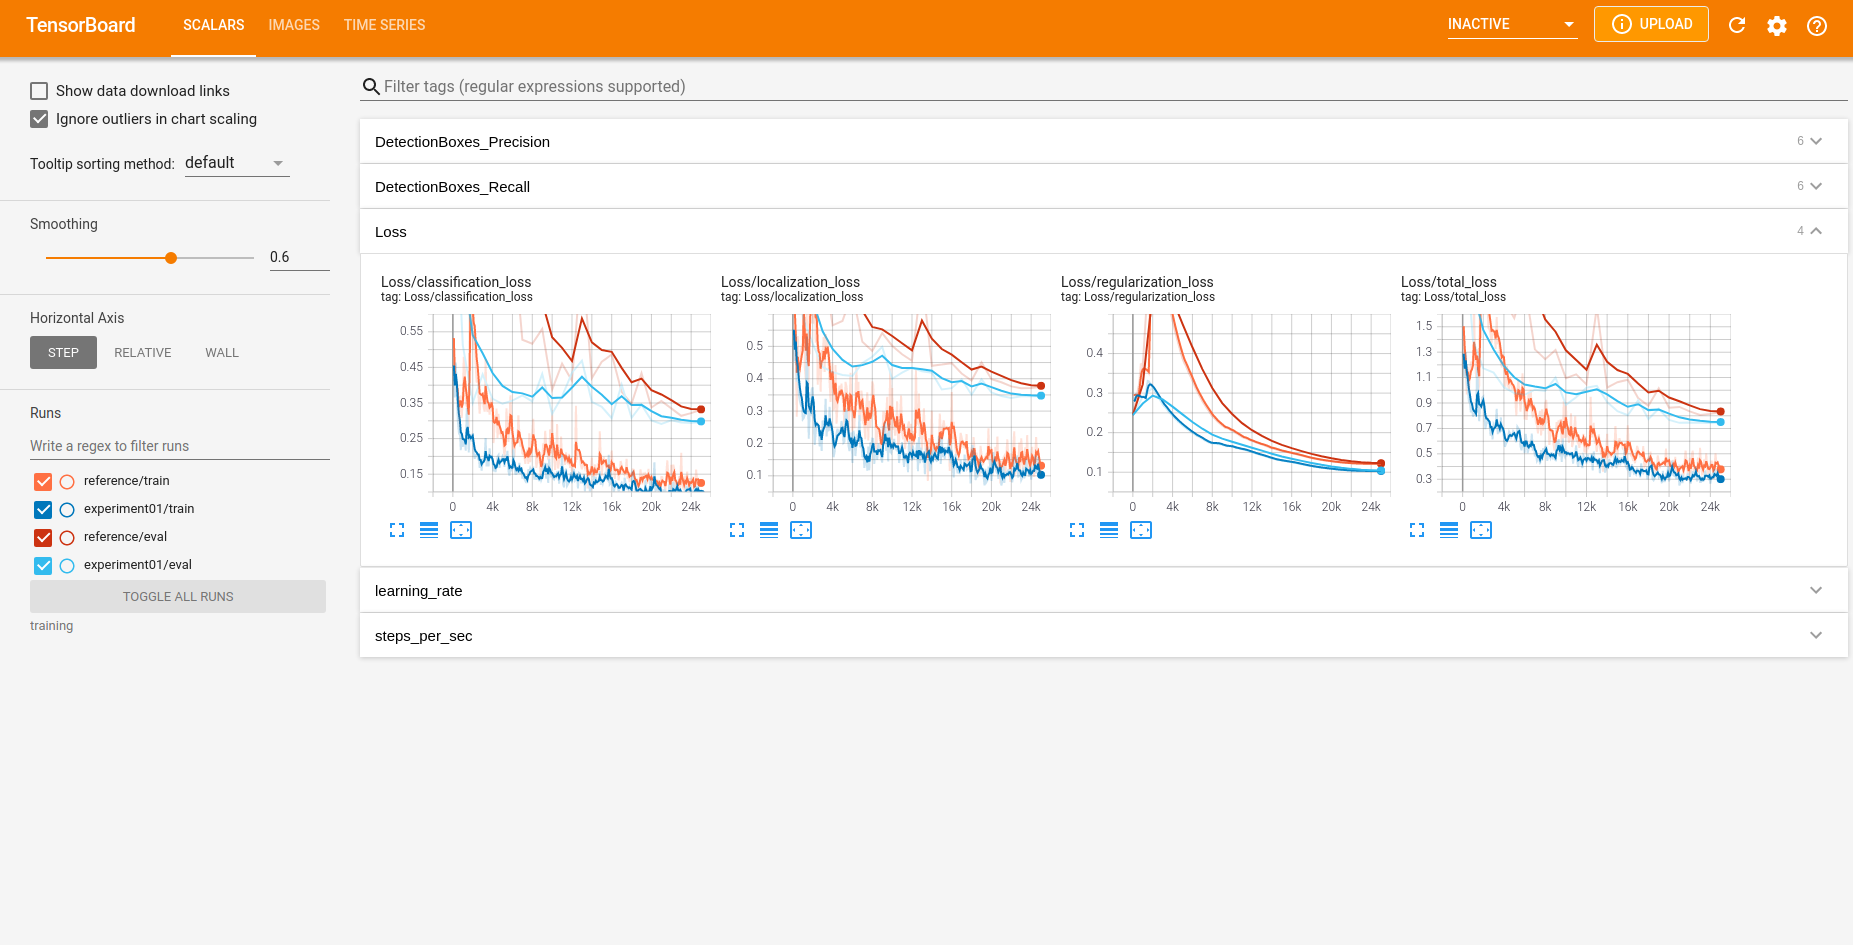 TensorBoard SCALARS IMAGES TIME SERIES INACTIVE UPLOAD
Show data download links
Ignore outliers in chart scaling
Tooltip sorting method: default
Smoothing
0.6
Horizontal Axis
STEP RELATIVE WALL
Runs
Write a regex to filter runs
reference/train
experiment01/train
reference/eval
experiment01/eval
TOGGLE ALL RUNS
training
Filter tags (regular expressions supported)
DetectionBoxes_Precision 6
DetectionBoxes_Recall 6
Loss 4
Loss/classification_loss
tag: Loss/classification_loss
0.55
0.45
0.35
0.25
0.15
0 4k 8k 12k 16k 20k 24k
Loss/localization_loss
tag: Loss/localization_loss
0.5
0.4
0.3
0.2
0.1
0 4k 8k 12k 16k 20k 24k
Loss/regularization_loss
tag: Loss/regularization_loss
0.4
0.3
0.2
0.1
0 4k 8k 12k 16k 20k 24k
Loss/total_loss
tag: Loss/total_loss
1.5
1.3
1.1
0.9
0.7
0.5
0.3
0 4k 8k 12k 16k 20k 24k
learning_rate
steps_per_sec